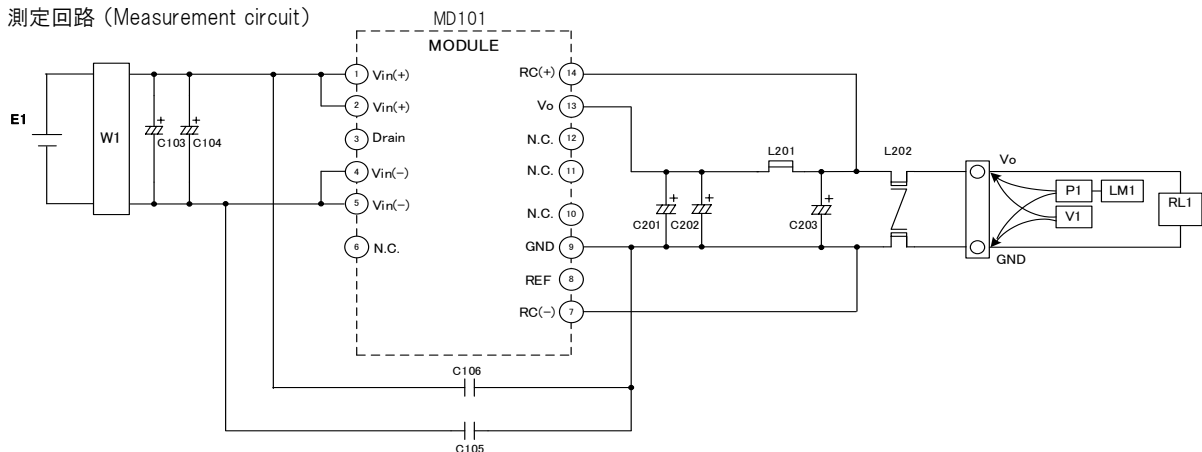 測定回路 (Measurement circuit)
MD101
MODULE
E1
W1
+
C103
+
C104
1 Vin(+)
2 Vin(+)
3 Drain
4 Vin(-)
5 Vin(-)
6 N.C.
RC(+) 14
Vo 13
N.C. 12
N.C. 11
N.C. 10
GND 9
REF 8
RC(-) 7
C106
C105
+
C201
+
C202
L201
+
C203
L202
Vo
GND
P1
LM1
V1
RL1